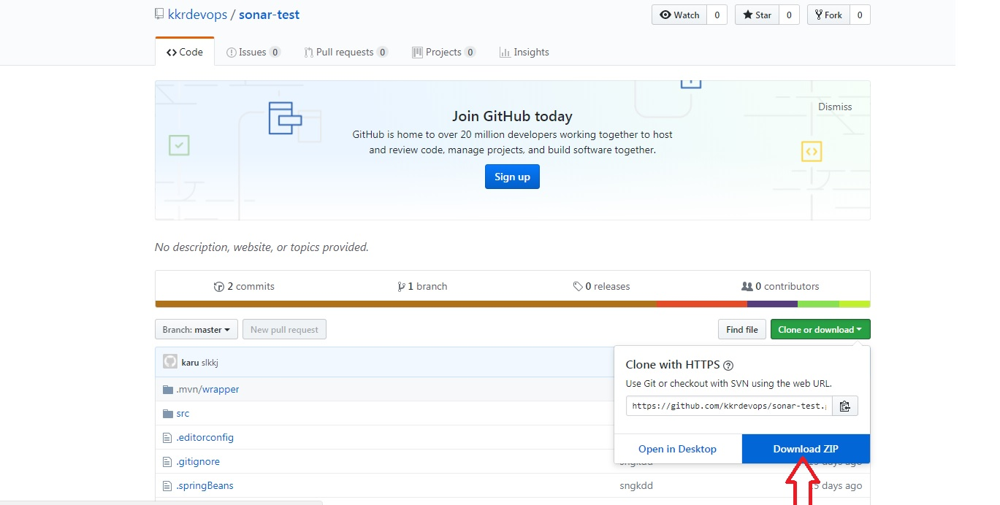 kkrdevops / sonar-test
Watch 0 Star 0 Fork 0
Code Issues 0 Pull requests 0 Projects 0 Insights
Dismiss
Join GitHub today
GitHub is home to over 20 million developers working together to host
and review code, manage projects, and build software together.
Sign up
No description, website, or topics provided.
2 commits 1 branch 0 releases 0 contributors
Branch: master New pull request Find file Clone or download
karu slkkj
.mvn/wrapper
src
.editorconfig
.gitignore
.springBeans
Clone with HTTPS ?
Use Git or checkout with SVN using the web URL.
https://github.com/kkrdevops/sonar-test.
Open in Desktop Download ZIP
sngkdd days ago
sngkdd 5 days ago